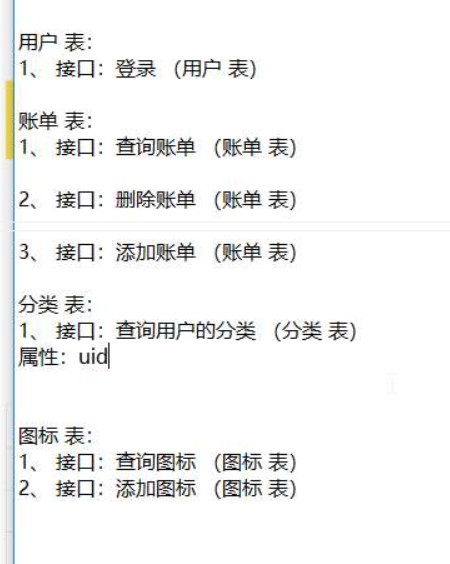 用户 表：
1、 接口：登录 （用户 表）
账单 表：
1、 接口：查询账单 （账单 表）
2、 接口：删除账单 （账单 表）
3、 接口：添加账单 （账单 表）
分类 表：
1、 接口：查询用户的分类 （分类 表）
属性：uid
图标 表：
1、 接口：查询图标 （图标 表）
2、 接口：添加图标 （图标 表）